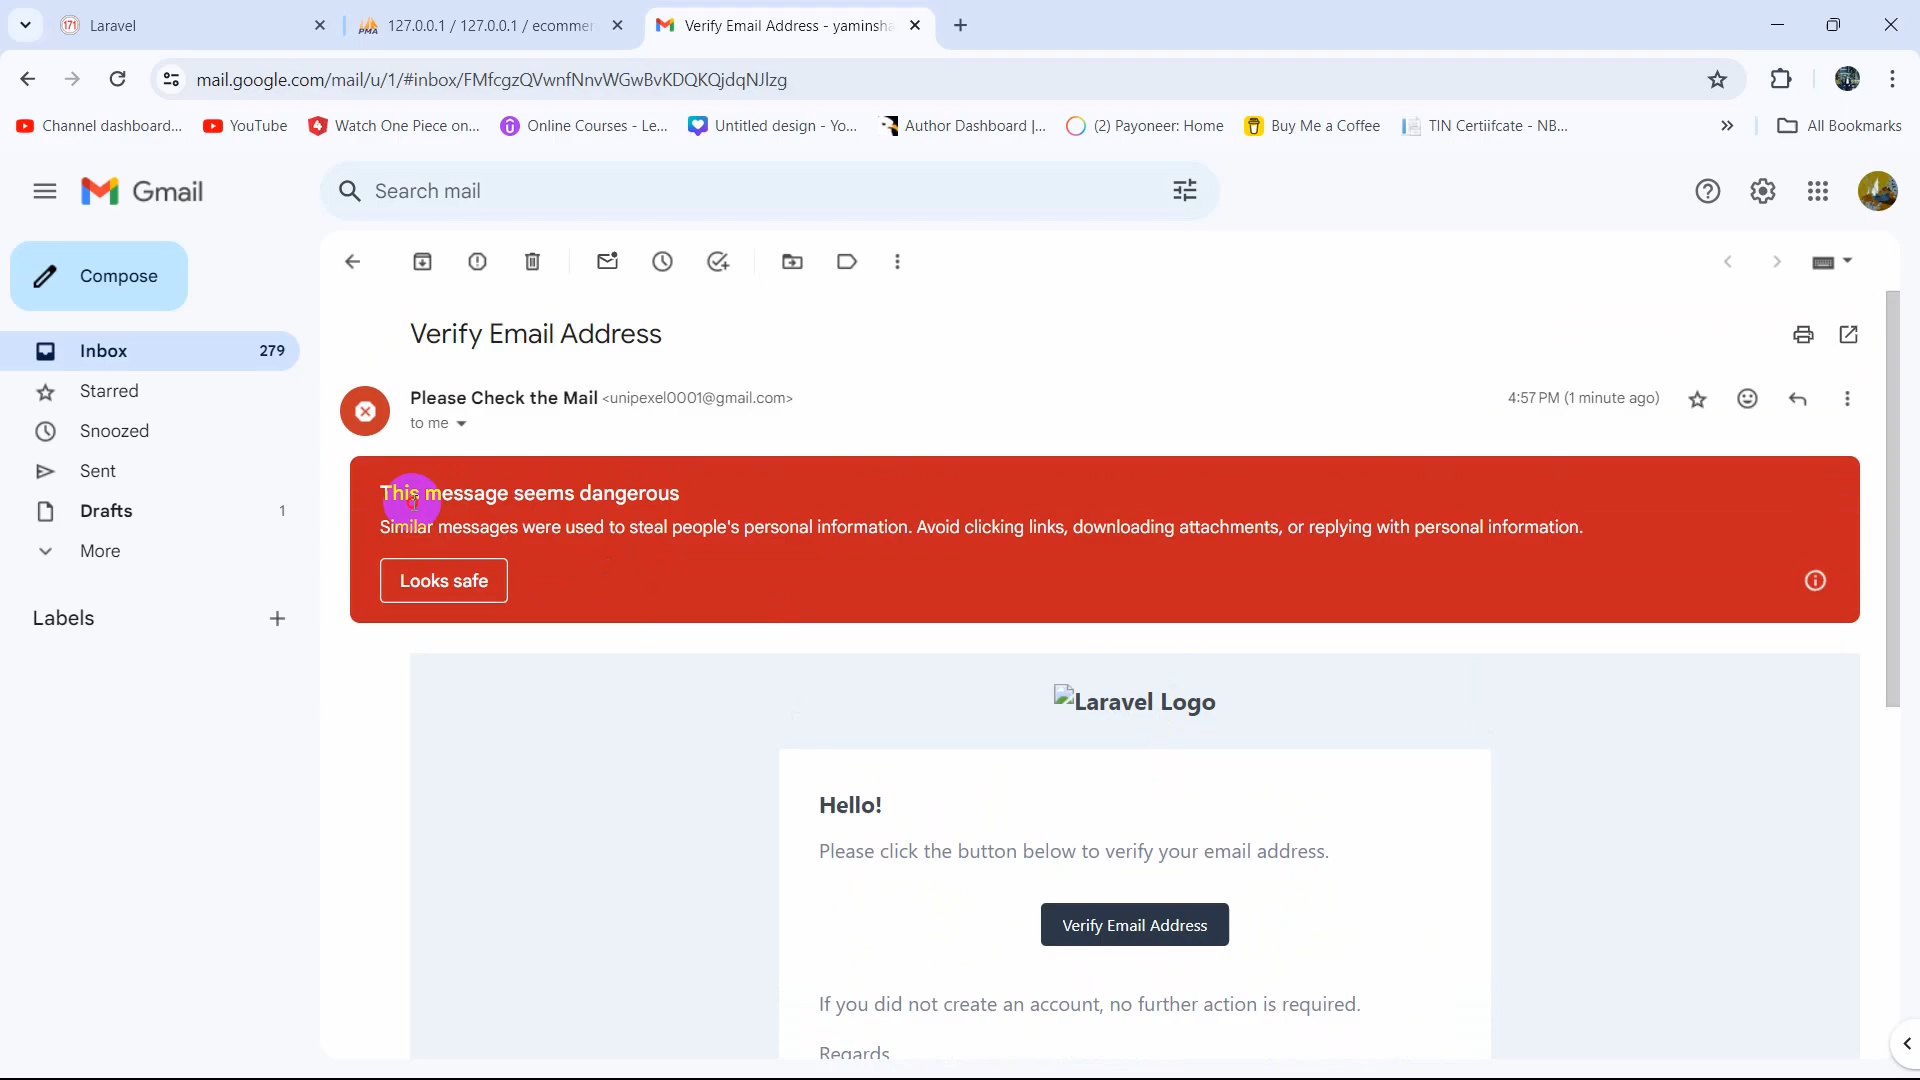 Laravel
127.0.0.1 / 127.0.0.1 / ecommer
Verify Email Address - yaminsha
mail.google.com/mail/u/1/#inbox/FMfcgzQVwnfNnvWGwBvKDQKQjdqNJlzg
Channel dashboard...
YouTube
Watch One Piece on...
Online Courses - Le...
Untitled design - Yo...
Author Dashboard |...
(2) Payoneer: Home
Buy Me a Coffee
TIN Certiifcate - NB...
All Bookmarks
Gmail
Search mail
Compose
Inbox 279
Starred
Snoozed
Sent
Drafts 1
More
Labels
Verify Email Address
Please Check the Mail <unipexel0001@gmail.com>
4:57 PM (1 minute ago)
to me
This message seems dangerous
Similar messages were used to steal people's personal information. Avoid clicking links, downloading attachments, or replying with personal information.
Looks safe
Laravel Logo
Hello!
Please click the button below to verify your email address.
Verify Email Address
If you did not create an account, no further action is required.
Regards